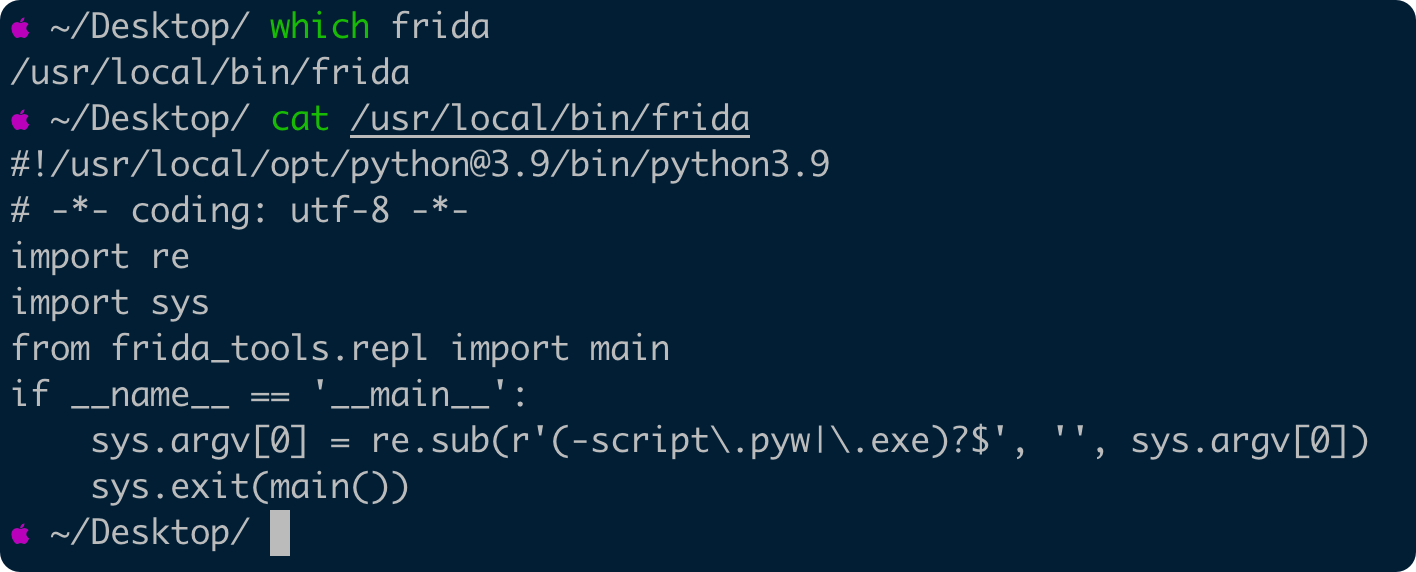 ~/Desktop/ which frida
/usr/local/bin/frida
~/Desktop/ cat /usr/local/bin/frida
#!/usr/local/opt/python@3.9/bin/python3.9
# -*- coding: utf-8 -*-
import re
import sys
from frida_tools.repl import main
if __name__ == '__main__':
    sys.argv[0] = re.sub(r'(-script\.pyw|\.exe)?$', '', sys.argv[0])
    sys.exit(main())
~/Desktop/